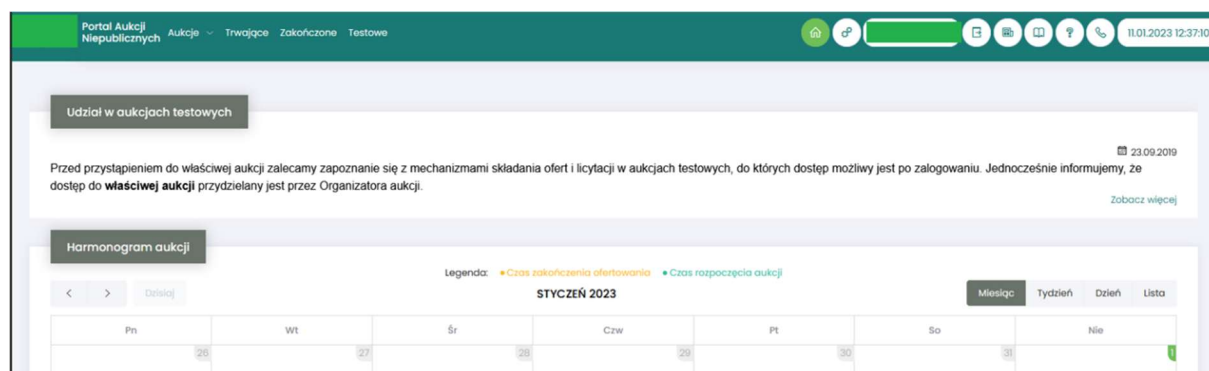 Portal Aukcji
Niepublicznych
Aukcje Trwające Zakończone Testowe
11.01.2023 12:37:10
Udział w aukcjach testowych
23.09.2019
Przed przystąpieniem do właściwej aukcji zalecamy zapoznanie się z mechanizmami składania ofert i licytacji w aukcjach testowych, do których dostęp możliwy jest po zalogowaniu. Jednocześnie informujemy, że
dostęp do właściwej aukcji przydzielany jest przez Organizatora aukcji.
Zobacz więcej
Harmonogram aukcji
Legenda: • Czas zakończenia ofertowania • Czas rozpoczęcia aukcji
< > Dzisiaj STYCZEŃ 2023 Miesiąc Tydzień Dzień Lista
Pn Wt Śr Czw Pt So Nie
26 27 28 29 30 31 1